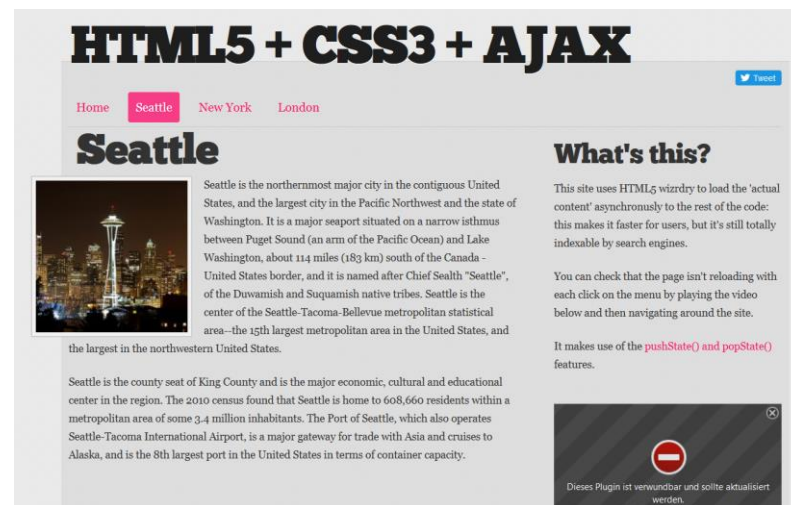 HTML5 + CSS3 + AJAX
Tweet
Home Seattle New York London
Seattle
Seattle is the northernmost major city in the contiguous United
States, and the largest city in the Pacific Northwest and the state of
Washington. It is a major seaport situated on a narrow isthmus
between Puget Sound (an arm of the Pacific Ocean) and Lake
Washington, about 114 miles (183 km) south of the Canada -
United States border, and it is named after Chief Sealth "Seattle",
of the Duwamish and Suquamish native tribes. Seattle is the
center of the Seattle-Tacoma-Bellevue metropolitan statistical
area--the 15th largest metropolitan area in the United States, and
the largest in the northwestern United States.
Seattle is the county seat of King County and is the major economic, cultural and educational
center in the region. The 2010 census found that Seattle is home to 608,660 residents within a
metropolitan area of some 3.4 million inhabitants. The Port of Seattle, which also operates
Seattle-Tacoma International Airport, is a major gateway for trade with Asia and cruises to
Alaska, and is the 8th largest port in the United States in terms of container capacity.
What's this?
This site uses HTML5 wizrdry to load the 'actual
content' asynchronusly to the rest of the code:
this makes it faster for users, but it's still totally
indexable by search engines.
You can check that the page isn't reloading with
each click on the menu by playing the video
below and then navigating around the site.
It makes use of the pushState() and popState()
features.
Dieses Plugin ist verwundbar und sollte aktualisiert
werden.